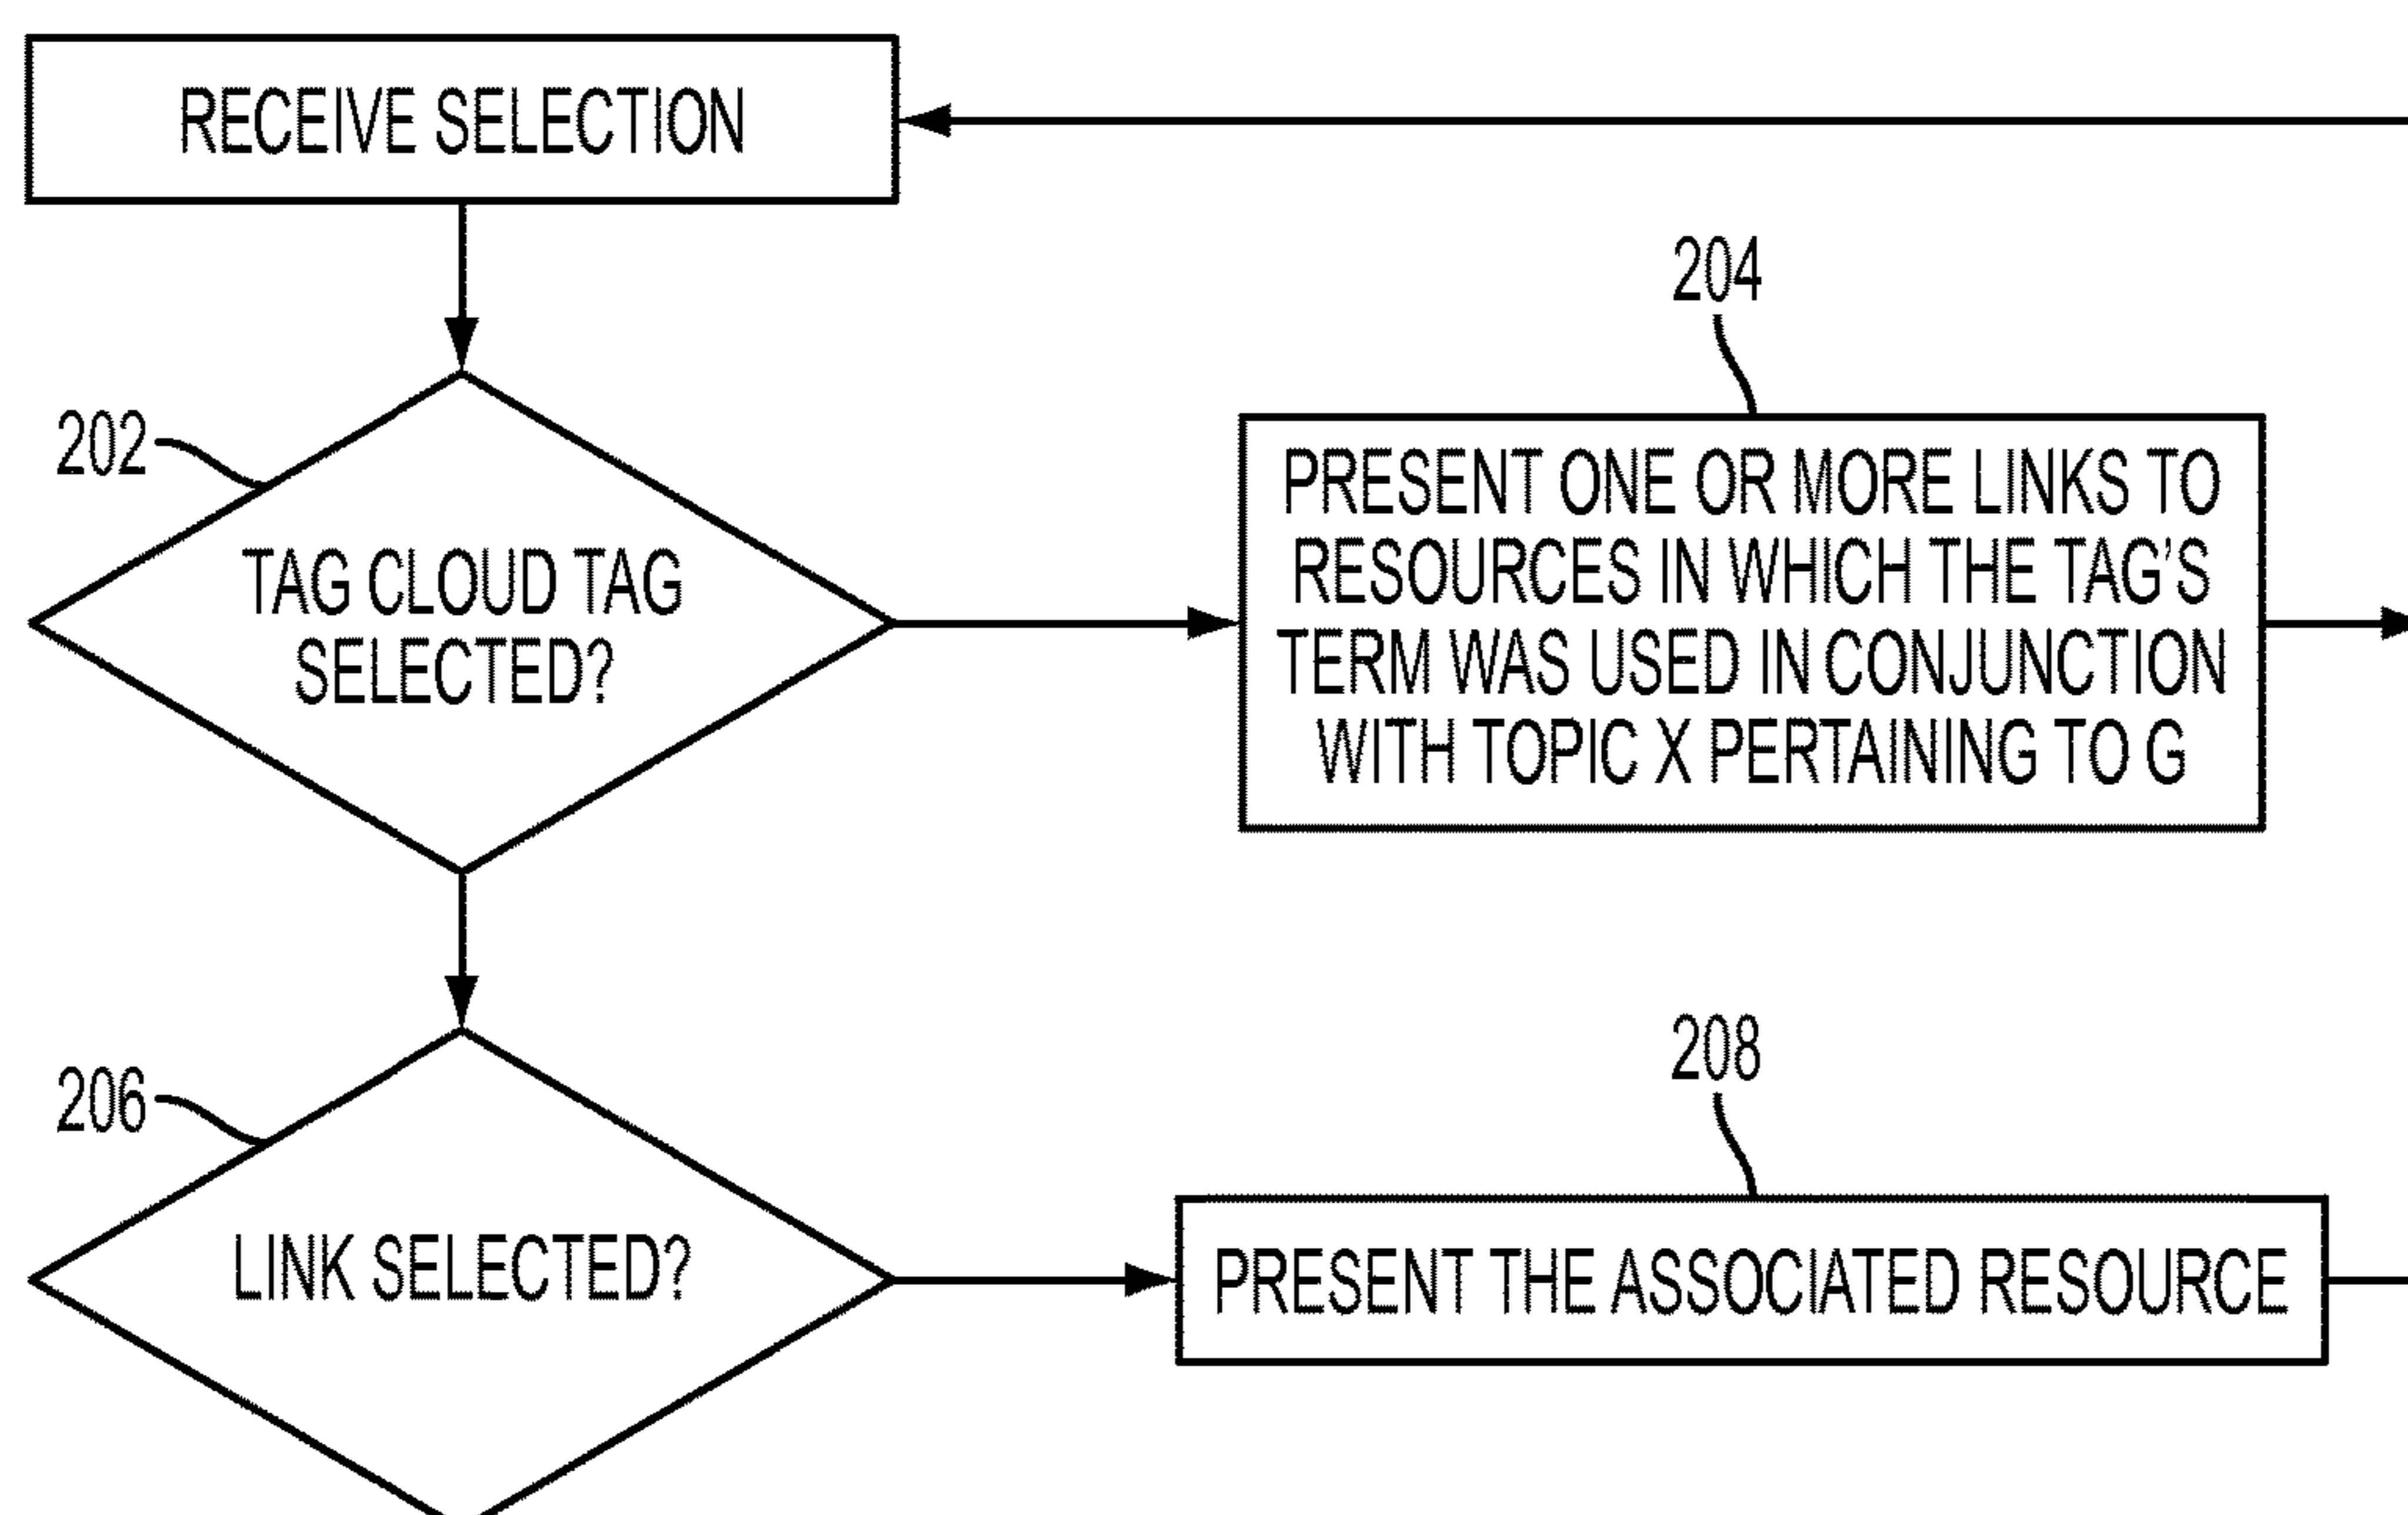 RECEIVE SELECTION
204
202
TAG CLOUD TAG
SELECTED?
PRESENT ONE OR MORE LINKS TO
RESOURCES IN WHICH THE TAG'S
TERM WAS USED IN CONJUNCTION
WITH TOPIC X PERTAINING TO G
206
LINK SELECTED?
208
PRESENT THE ASSOCIATED RESOURCE